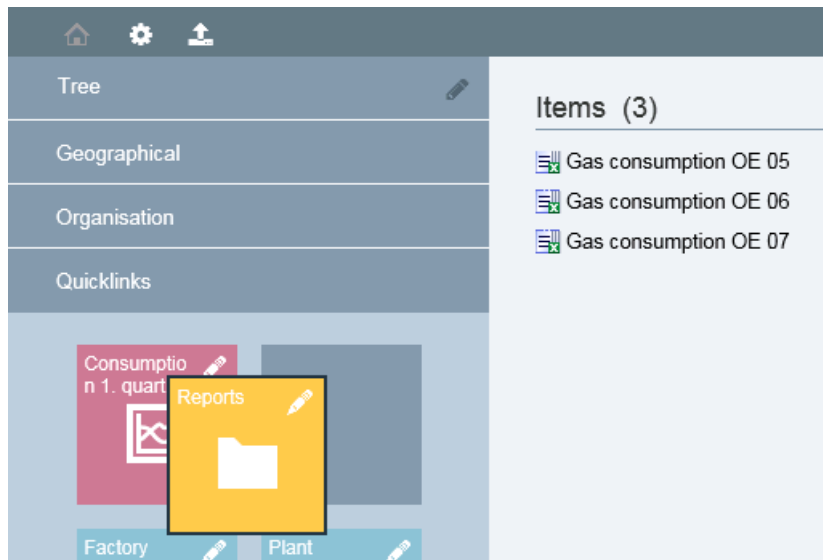 Tree
Geographical
Organisation
Quicklinks
Items (3)
Gas consumption OE 05
Gas consumption OE 06
Gas consumption OE 07
Consumptio
n 1. quart
Reports
Factory
Plant